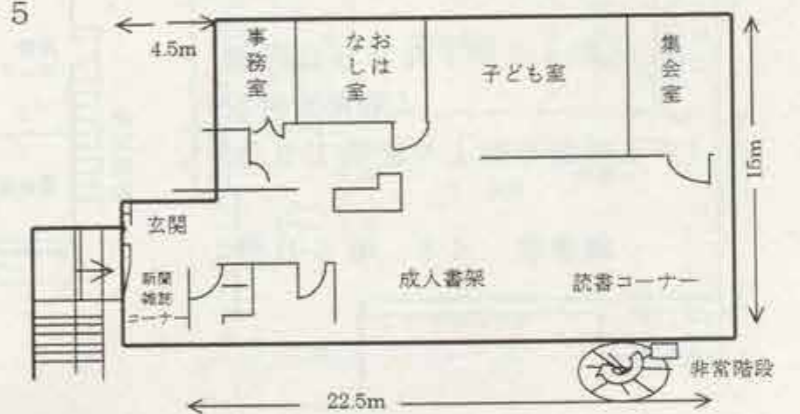 5
4.5m
事務室
おはなし室
子ども室
集会室
15m
玄関
新聞
雑誌
コーナー
成人書架
読書コーナー
非常階段
22.5m